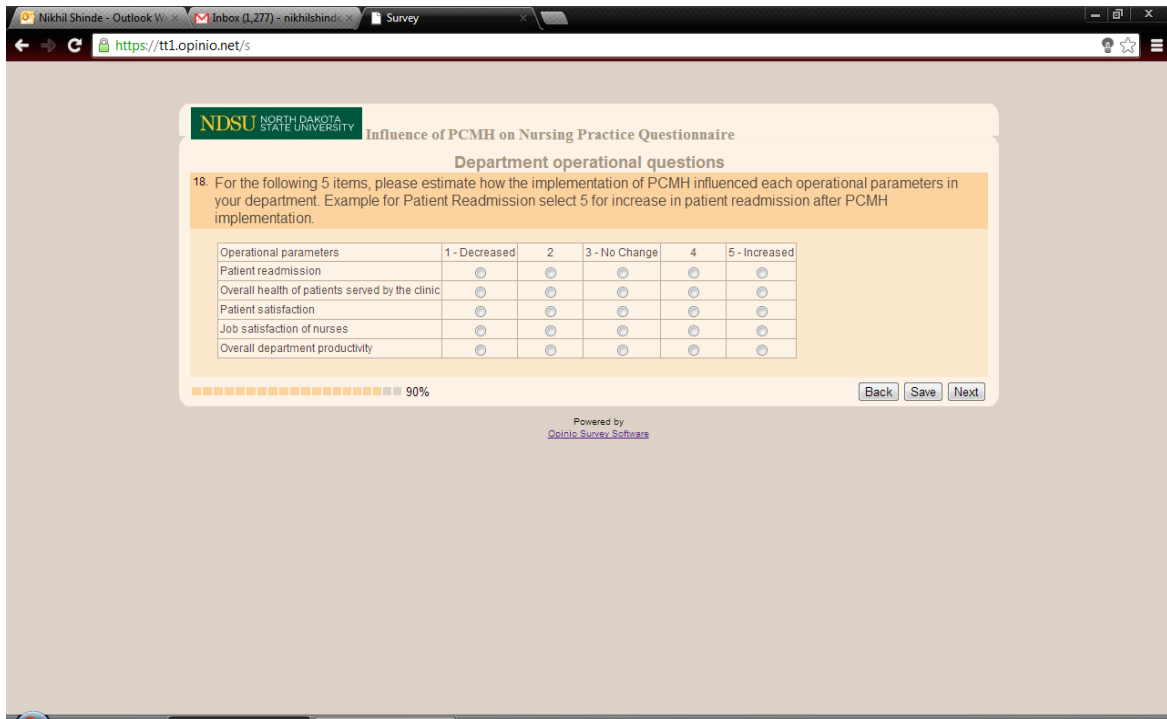 Nikhil Shinde - Outlook W
Inbox (1,277) - nikhilshind
Survey
https://tt1.opinio.net/s
NDSU NORTH DAKOTA
STATE UNIVERSITY
Influence of PCMH on Nursing Practice Questionnaire
Department operational questions
18. For the following 5 items, please estimate how the implementation of PCMH influenced each operational parameters in
your department. Example for Patient Readmission select 5 for increase in patient readmission after PCMH
implementation.
Operational parameters 1 - Decreased 2 3 - No Change 4 5 - Increased
Patient readmission
Overall health of patients served by the clinic
Patient satisfaction
Job satisfaction of nurses
Overall department productivity
90%
Back Save Next
Powered by
Opinio Survey Software